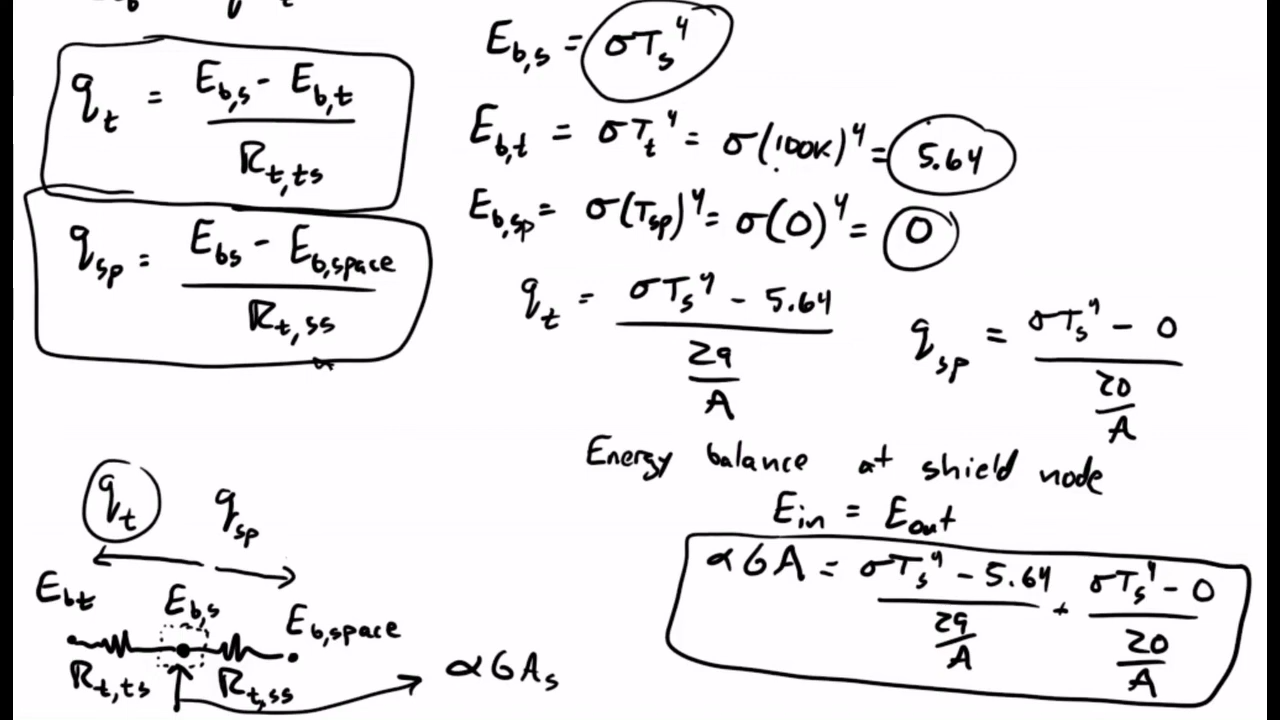 q_t = (E_b,s - E_b,t) / R_t,ts
q_sp = (E_bs - E_b,space) / R_t,ss
E_b,s = σT_s^4
E_b,t = σT_t^4 = σ(100K)^4 = 5.64
E_b,sp = σ(T_sp)^4 = σ(0)^4 = 0
q_t = (σT_s^4 - 5.64) / (29/A)
q_sp = (σT_s^4 - 0) / (20/A)
Energy balance at shield node
E_in = E_out
αGA = (σT_s^4 - 5.64) / (29/A) + (σT_s^4 - 0) / (20/A)
q_t q_sp
E_bt E_b,s E_b,space
R_t,ts R_t,ss αGA_s